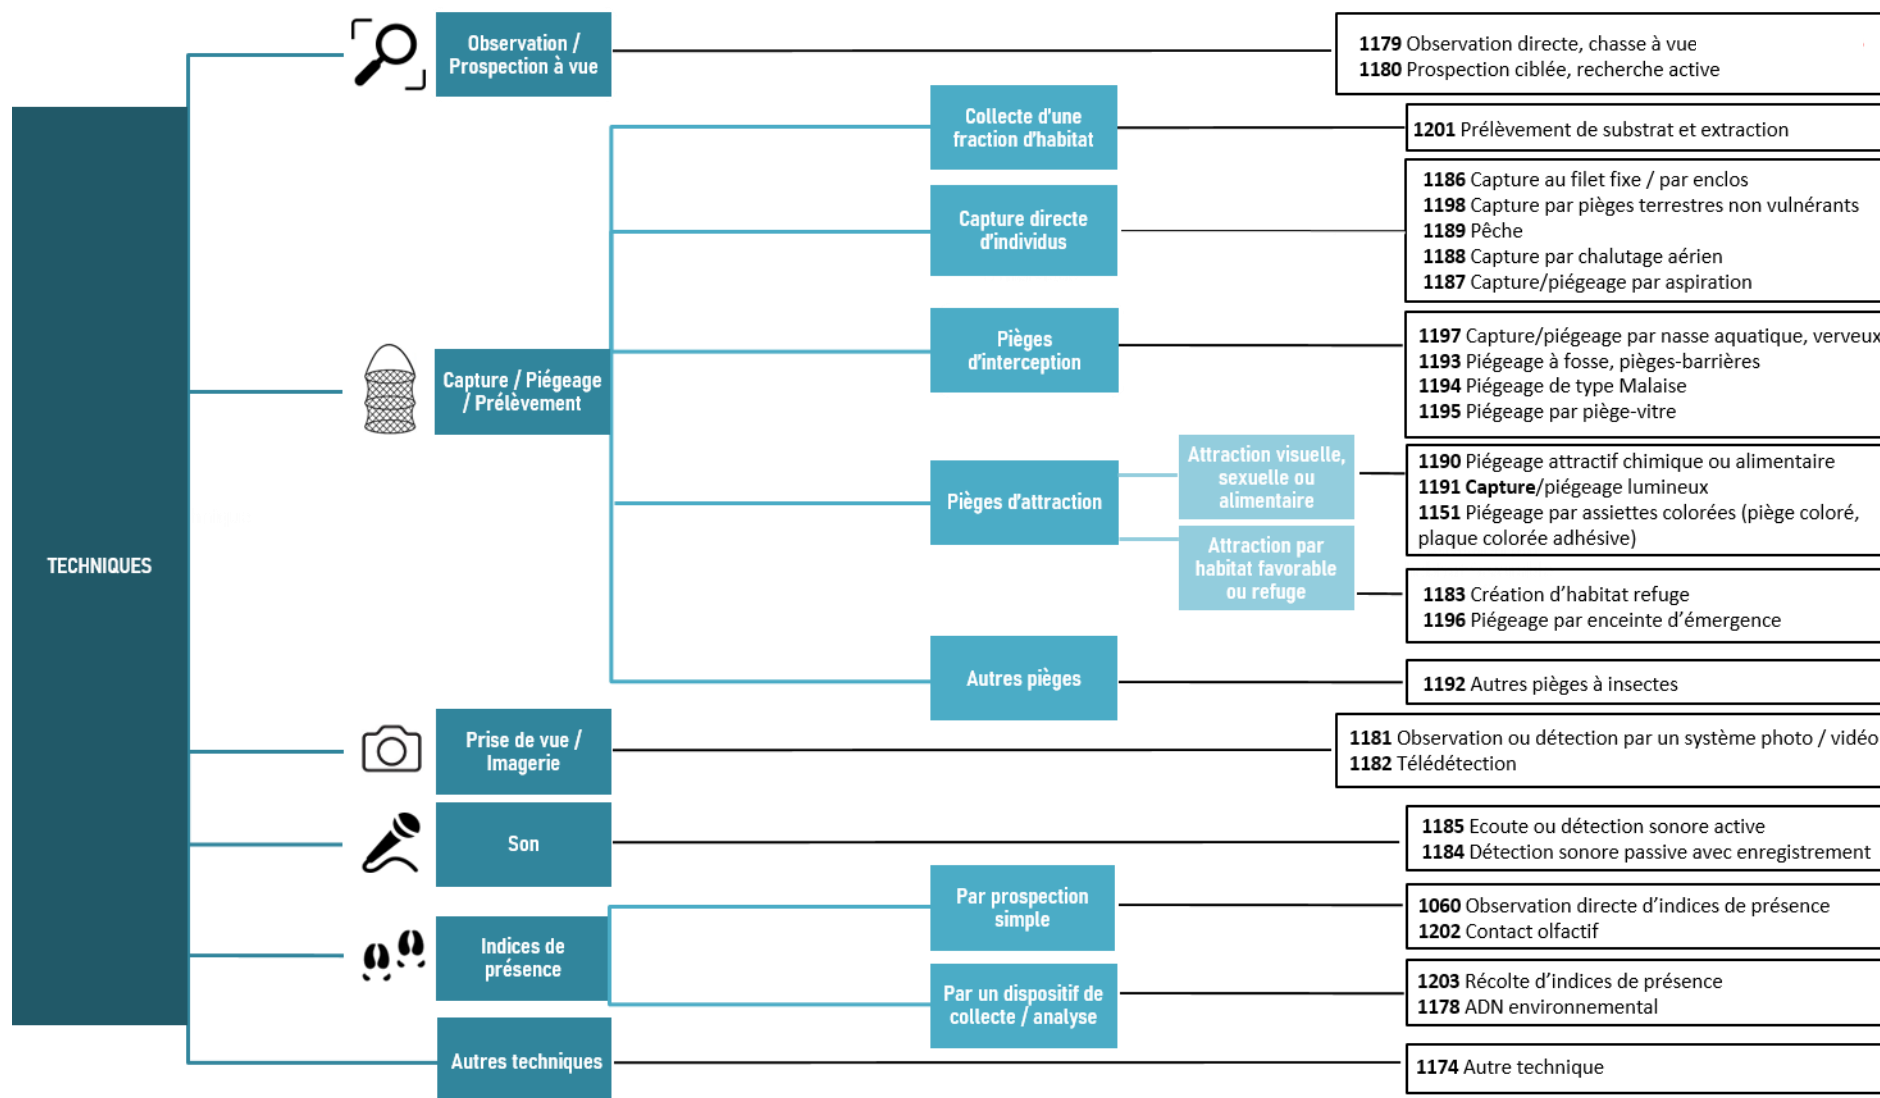 TECHNIQUES
Observation /
Prospection à vue
1179 Observation directe, chasse à vue
1180 Prospection ciblée, recherche active
Capture / Piégeage
/ Prélèvement
Collecte d'une
fraction d'habitat
1201 Prélèvement de substrat et extraction
Capture directe
d'individus
1186 Capture au filet fixe / par enclos
1198 Capture par pièges terrestres non vulnérants
1189 Pêche
1188 Capture par chalutage aérien
1187 Capture/piégeage par aspiration
Pièges
d'interception
1197 Capture/piégeage par nasse aquatique, verveux
1193 Piégeage à fosse, pièges-barrières
1194 Piégeage de type Malaise
1195 Piégeage par piège-vitre
Pièges d'attraction
Attraction visuelle,
sexuelle ou
alimentaire
1190 Piégeage attractif chimique ou alimentaire
1191 Capture/piégeage lumineux
1151 Piégeage par assiettes colorées (piège coloré,
plaque colorée adhésive)
Attraction par
habitat favorable
ou refuge
1183 Création d'habitat refuge
1196 Piégeage par enceinte d'émergence
Autres pièges
1192 Autres pièges à insectes
Prise de vue /
Imagerie
1181 Observation ou détection par un système photo / vidéo
1182 Télédétection
Son
1185 Ecoute ou détection sonore active
1184 Détection sonore passive avec enregistrement
Indices de
présence
Par prospection
simple
1060 Observation directe d'indices de présence
1202 Contact olfactif
Par un dispositif de
collecte / analyse
1203 Récolte d'indices de présence
1178 ADN environnemental
Autres techniques
1174 Autre technique